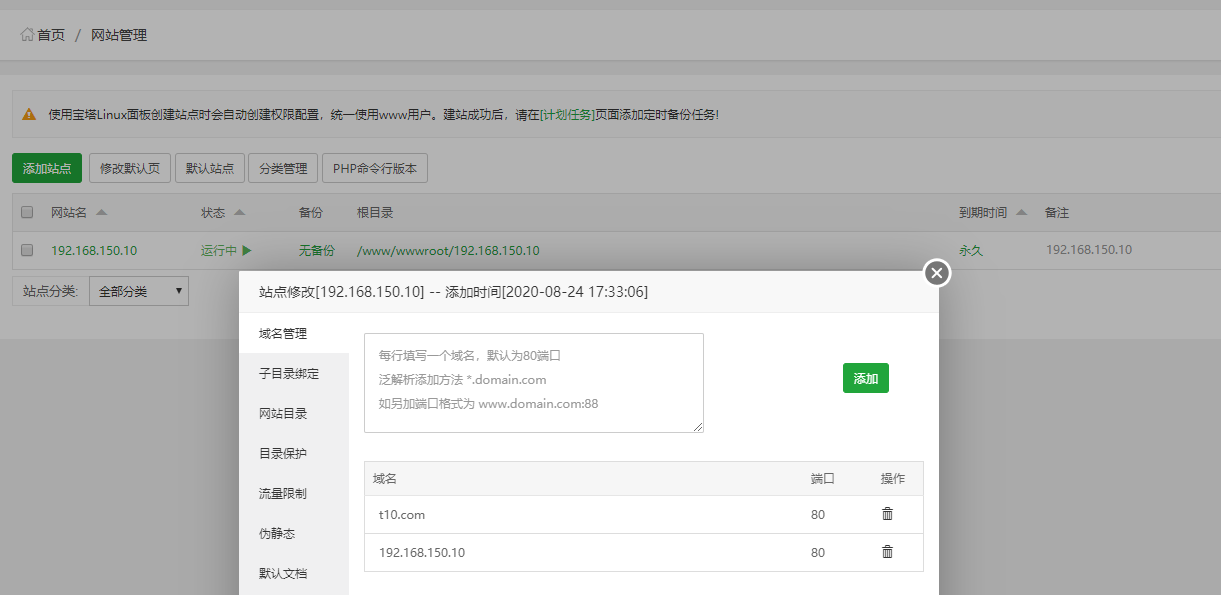 首页 / 网站管理
使用宝塔Linux面板创建站点时会自动创建权限配置，统一使用www用户。建站成功后，请在[计划任务]页面添加定时备份任务!
添加站点 修改默认页 默认站点 分类管理 PHP命令行版本
网站名 状态 备份 根目录 到期时间 备注
192.168.150.10 运行中 无备份 /www/wwwroot/192.168.150.10 永久 192.168.150.10
站点分类: 全部分类
站点修改[192.168.150.10] -- 添加时间[2020-08-24 17:33:06]
域名管理
子目录绑定
网站目录
目录保护
流量限制
伪静态
默认文档
每行填写一个域名，默认为80端口
泛解析添加方法 *.domain.com
如另加端口格式为 www.domain.com:88
添加
域名 端口 操作
t10.com 80
192.168.150.10 80